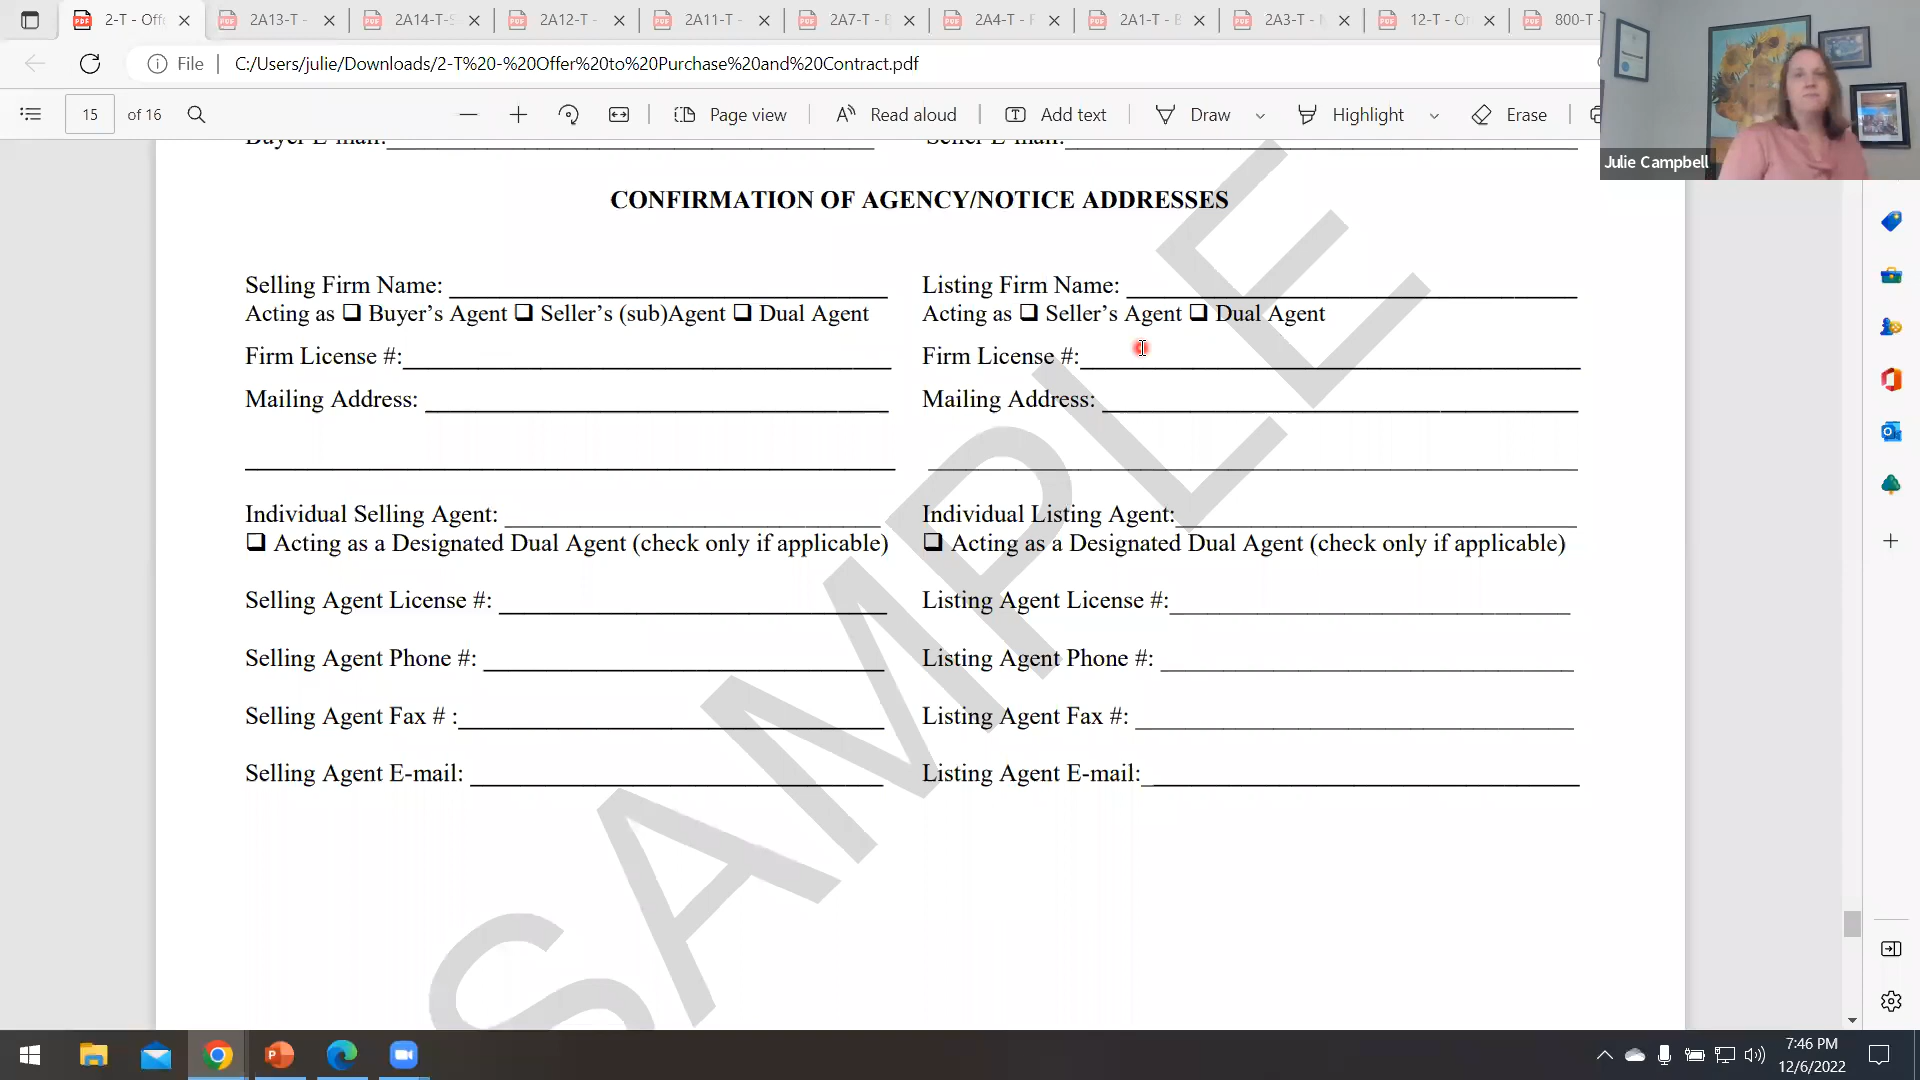 2-T - Off
2A13-T -
2A14-T-S
2A12-T -
2A11-T -
2A7-T - B
2A4-T - F
2A1-T - B
2A3-T -
12-T - Or
800-T -
File
C:/Users/julie/Downloads/2-T%20-%20Offer%20to%20Purchase%20and%20Contract.pdf
15 of 16
Page view
Read aloud
Add text
Draw
Highlight
Erase
Julie Campbell
Buyer E-mail:
Seller E-mail:
CONFIRMATION OF AGENCY/NOTICE ADDRESSES
Selling Firm Name:
Listing Firm Name:
Acting as ❑ Buyer’s Agent ❑ Seller’s (sub)Agent ❑ Dual Agent
Acting as ❑ Seller’s Agent ❑ Dual Agent
Firm License #:
Firm License #:
Mailing Address:
Mailing Address:
Individual Selling Agent:
Individual Listing Agent:
❑ Acting as a Designated Dual Agent (check only if applicable)
❑ Acting as a Designated Dual Agent (check only if applicable)
Selling Agent License #:
Listing Agent License #:
Selling Agent Phone #:
Listing Agent Phone #:
Selling Agent Fax # :
Listing Agent Fax #:
Selling Agent E-mail:
Listing Agent E-mail:
SAMPLE
7:46 PM
12/6/2022